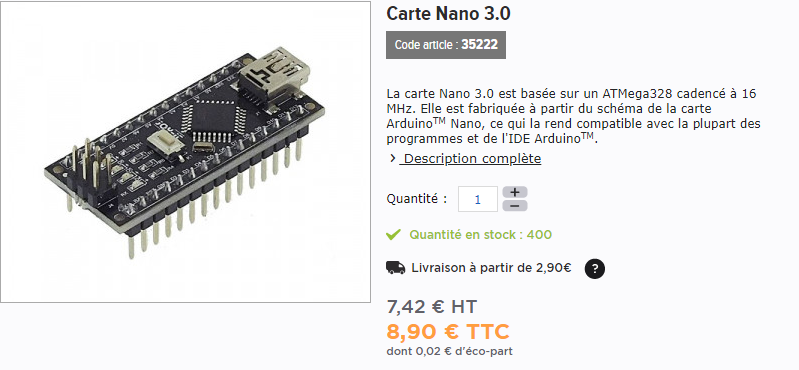 Carte Nano 3.0
Code article : 35222
La carte Nano 3.0 est basée sur un ATMega328 cadencé à 16
MHz. Elle est fabriquée à partir du schéma de la carte
Arduino™ Nano, ce qui la rend compatible avec la plupart des
programmes et de l'IDE Arduino™.
> Description complète
Quantité : 1 + −
Quantité en stock : 400
Livraison à partir de 2,90€ ?
7,42 € HT
8,90 € TTC
dont 0,02 € d'éco-part